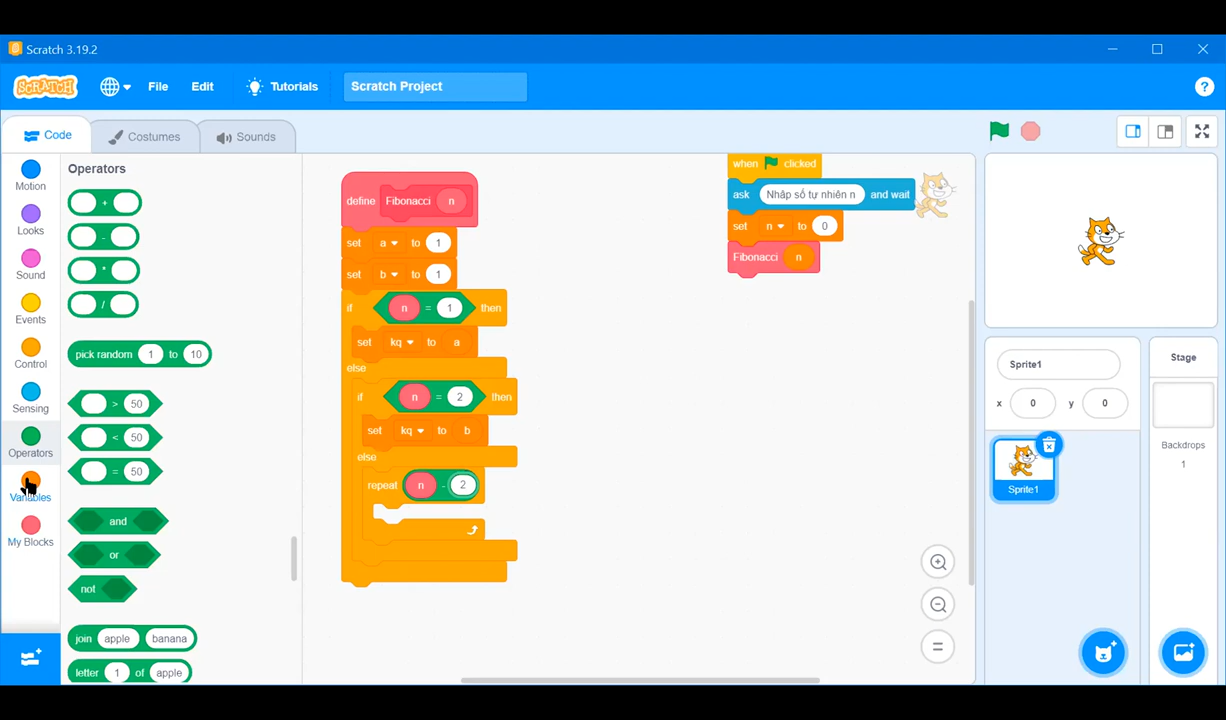 Scratch 3.19.2
SCRATCH File Edit Tutorials Scratch Project ?
Code Costumes Sounds
Motion
Looks
Sound
Events
Control
Sensing
Operators
Variables
My Blocks
Operators
+
-
*
/
pick random 1 to 10
> 50
< 50
= 50
and
or
not
join apple banana
letter 1 of apple
define Fibonacci n
set a to 1
set b to 1
if n = 1 then
set kq to a
else
if n = 2 then
set kq to b
else
repeat n - 2
when clicked
ask Nhập số tự nhiên n and wait
set n to 0
Fibonacci n
Sprite1
x 0 y 0
Sprite1
Stage
Backdrops
1